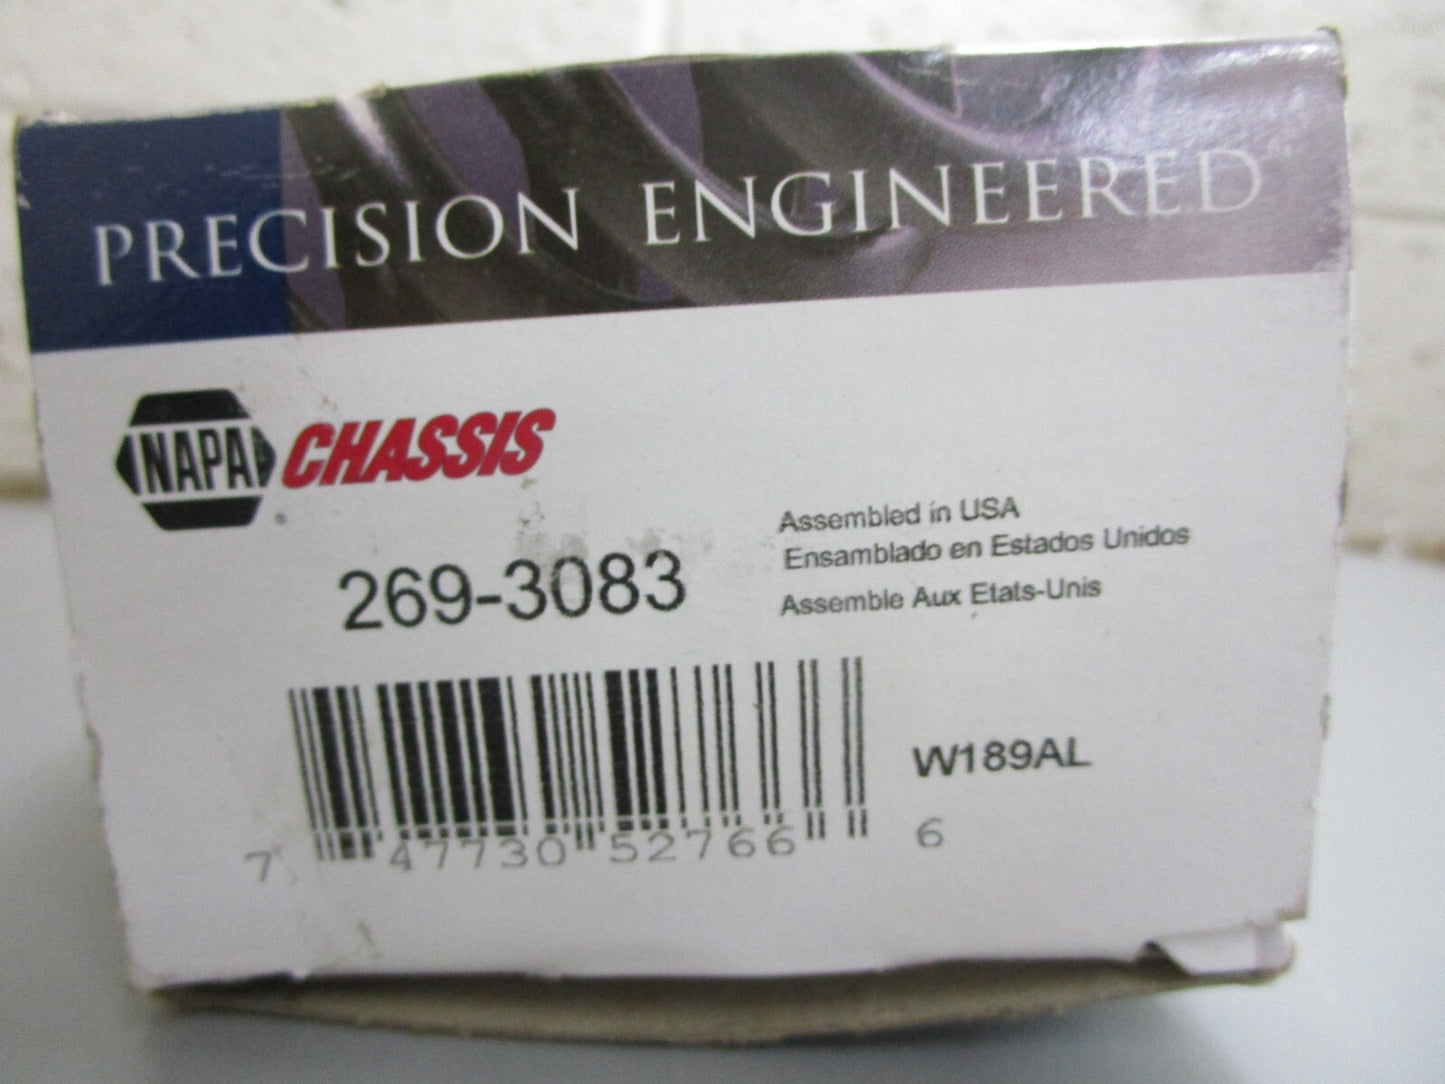 PRECISION ENGINEERED
NAPA CHASSIS
269-3083
Assembled in USA
Ensamblado en Estados Unidos
Assemble Aux Etats-Unis
W189AL
7 47730 52766 6